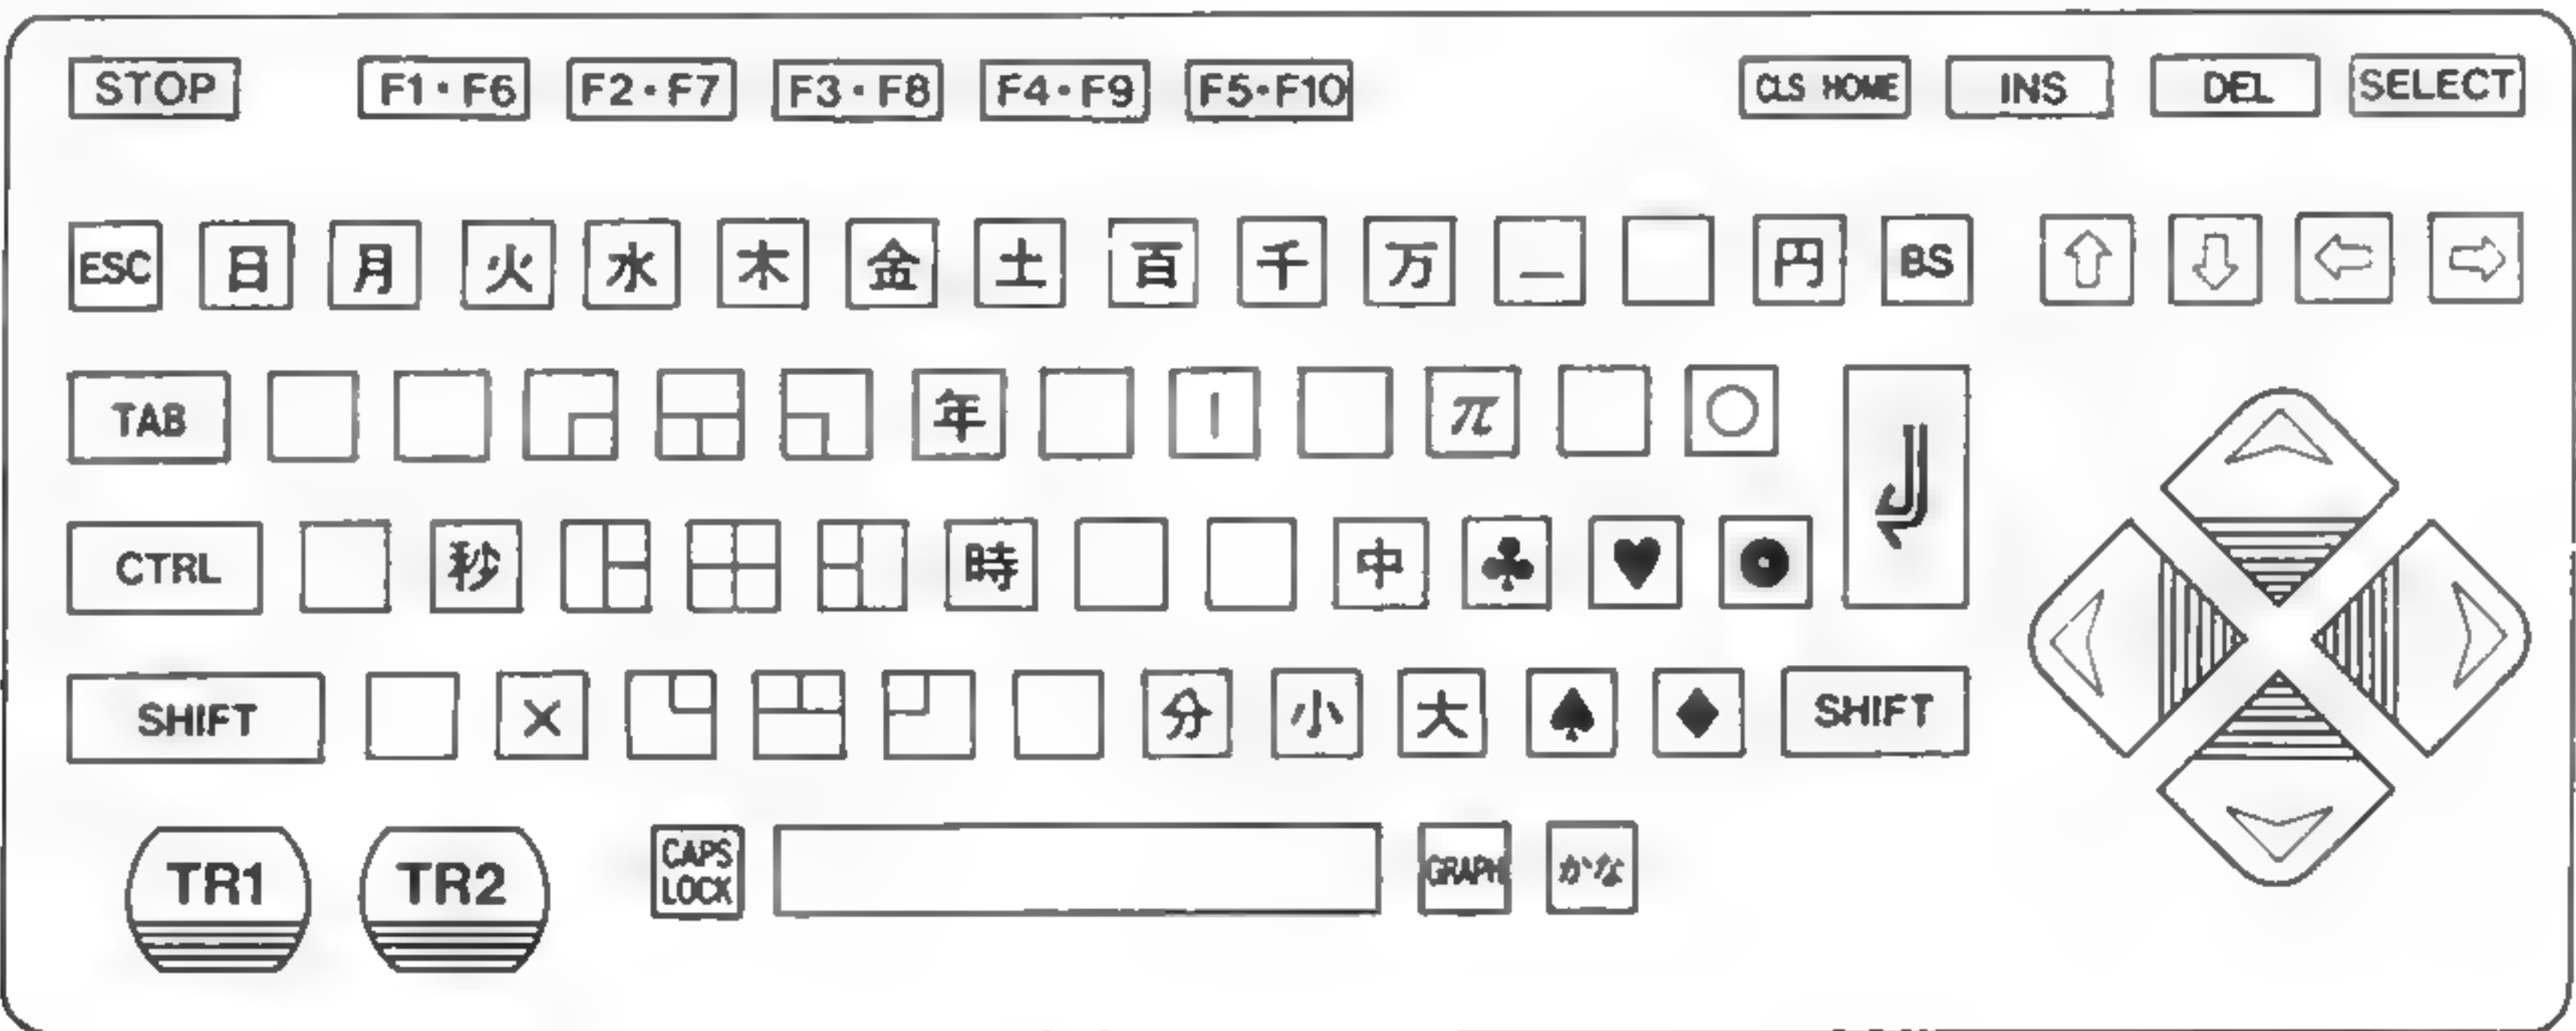 STOP F1・F6 F2・F7 F3・F8 F4・F9 F5・F10 CLS HOME INS DEL SELECT
ESC 日 月 火 水 木 金 土 百 千 万 ー 円 BS ⇧ ⇩ ⇦ ⇨
TAB 年 | π ○
CTRL 秒 時 中 ♣ ♥ ●
SHIFT × 分 小 大 ♠ ♦ SHIFT
TR1 TR2 CAPS LOCK GRAPH かな